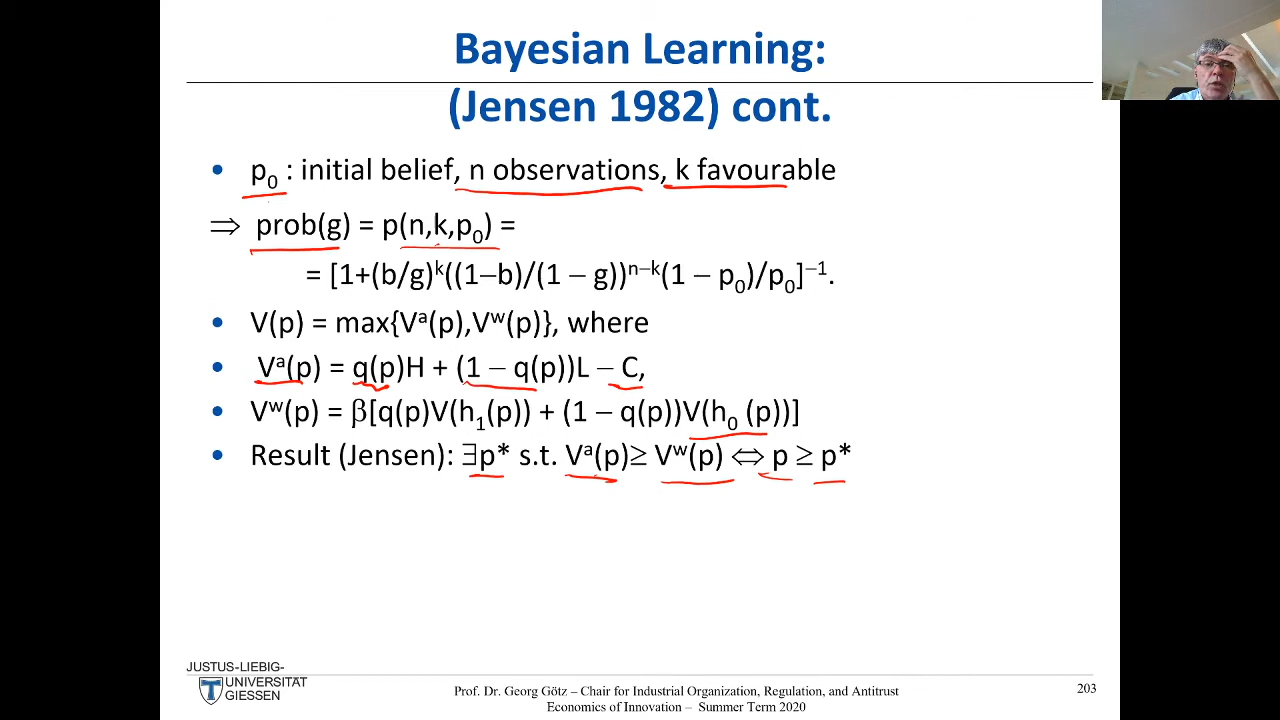 Bayesian Learning:
(Jensen 1982) cont.
• p₀ : initial belief, n observations, k favourable
⇒ prob(g) = p(n,k,p₀) =
= [1+(b/g)ᵏ((1−b)/(1 − g))ⁿ⁻ᵏ(1 − p₀)/p₀]⁻¹.
• V(p) = max{Vᵃ(p),Vʷ(p)}, where
• Vᵃ(p) = q(p)H + (1 − q(p))L − C,
• Vʷ(p) = β[q(p)V(h₁(p)) + (1 − q(p))V(h₀ (p))]
• Result (Jensen): ∃p* s.t. Vᵃ(p)≥ Vʷ(p) ⇔ p ≥ p*
JUSTUS-LIEBIG-
UNIVERSITÄT
GIESSEN
Prof. Dr. Georg Götz – Chair for Industrial Organization, Regulation, and Antitrust
Economics of Innovation – Summer Term 2020
203